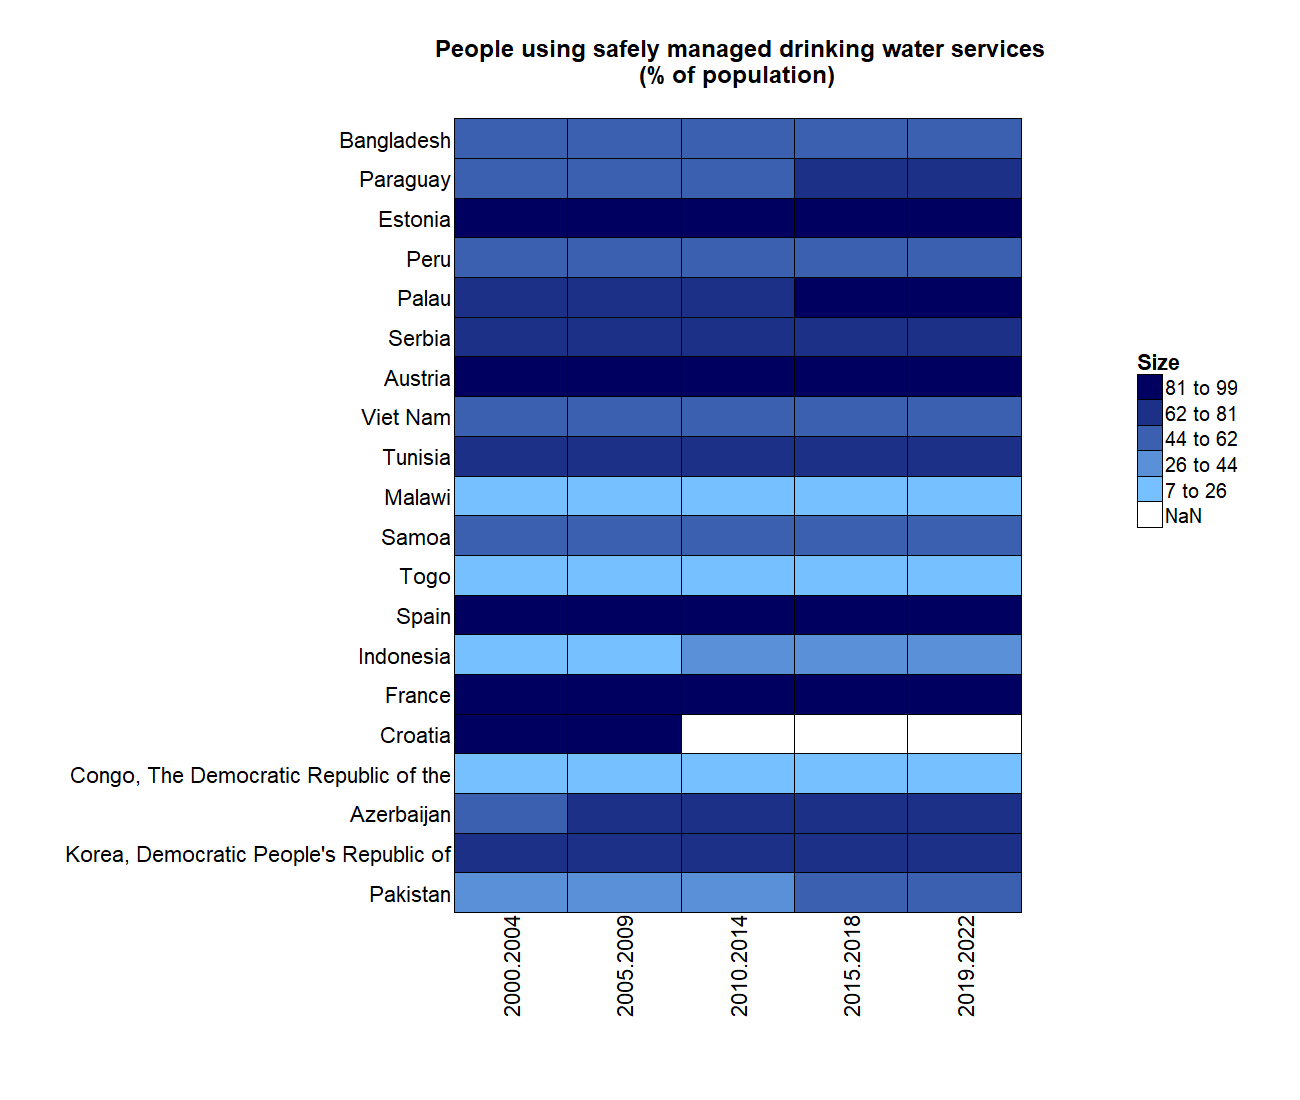 People using safely managed drinking water services
(% of population)
Bangladesh
Paraguay
Estonia
Peru
Palau
Serbia
Austria
Viet Nam
Tunisia
Malawi
Samoa
Togo
Spain
Indonesia
France
Croatia
Congo, The Democratic Republic of the
Azerbaijan
Korea, Democratic People's Republic of
Pakistan
2000.2004
2005.2009
2010.2014
2015.2018
2019.2022
Size
81 to 99
62 to 81
44 to 62
26 to 44
7 to 26
NaN